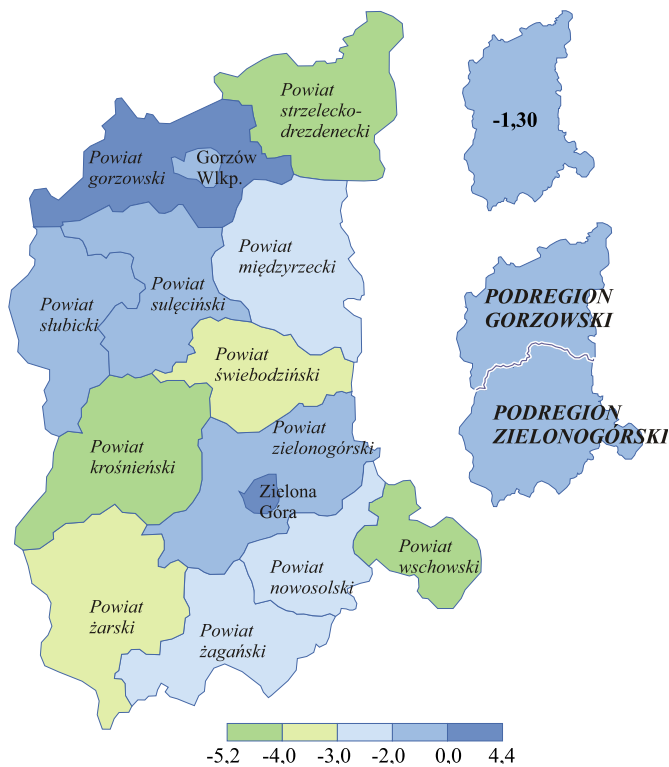 Powiat
strzelecko-
drezdenecki
-1,30
Powiat
gorzowski
Gorzów
Wlkp.
Powiat
międzyrzecki
Powiat
słubicki
Powiat
sulęciński
PODREGION
GORZOWSKI
Powiat
świebodziński
PODREGION
ZIELONOGÓRSKI
Powiat
krośnieński
Powiat
zielonogórski
Zielona
Góra
Powiat
wschowski
Powiat
nowosolski
Powiat
żarski
Powiat
żagański
-5,2 -4,0 -3,0 -2,0 0,0 4,4